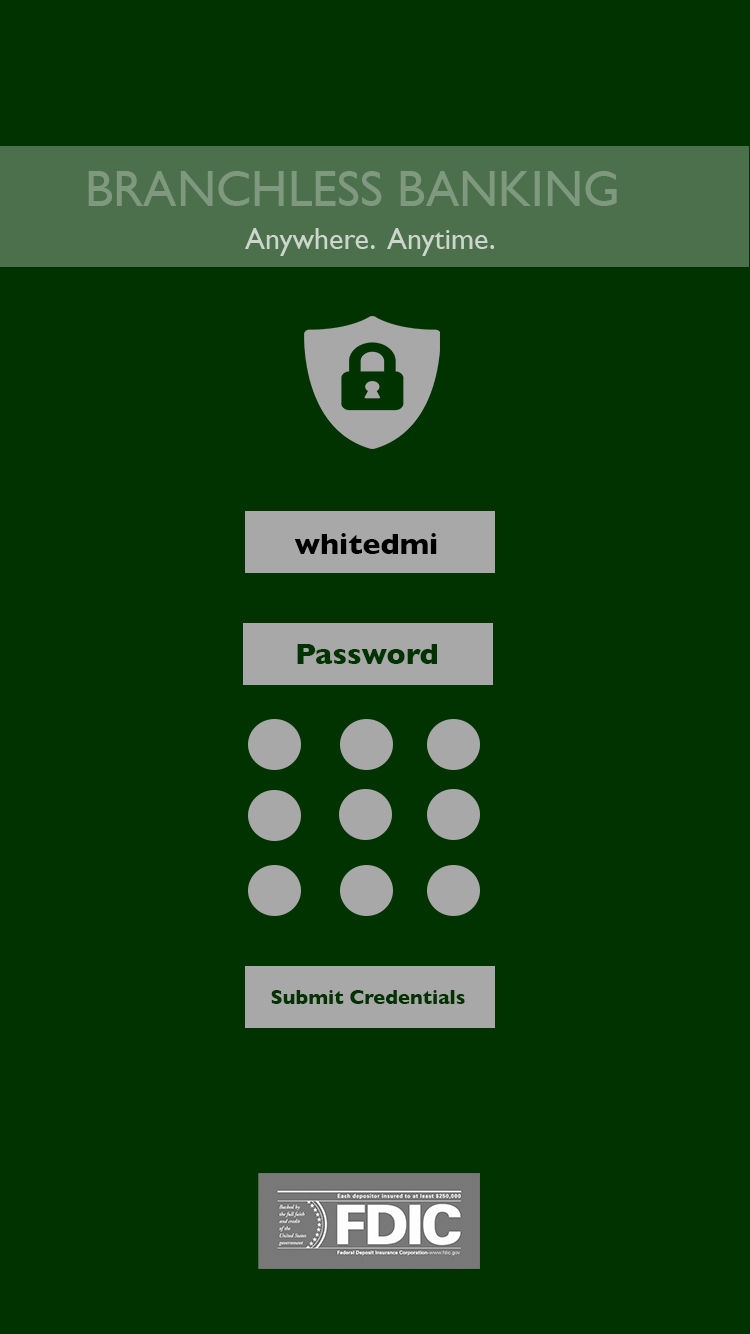 BRANCHLESS BANKING
Anywhere. Anytime.
whitedmi
Password
Submit Credentials
Each depositor insured to at least $250,000
Backed by
the full faith
and credit
of the
United States
government
FDIC
Federal Deposit Insurance Corporation • www.fdic.gov